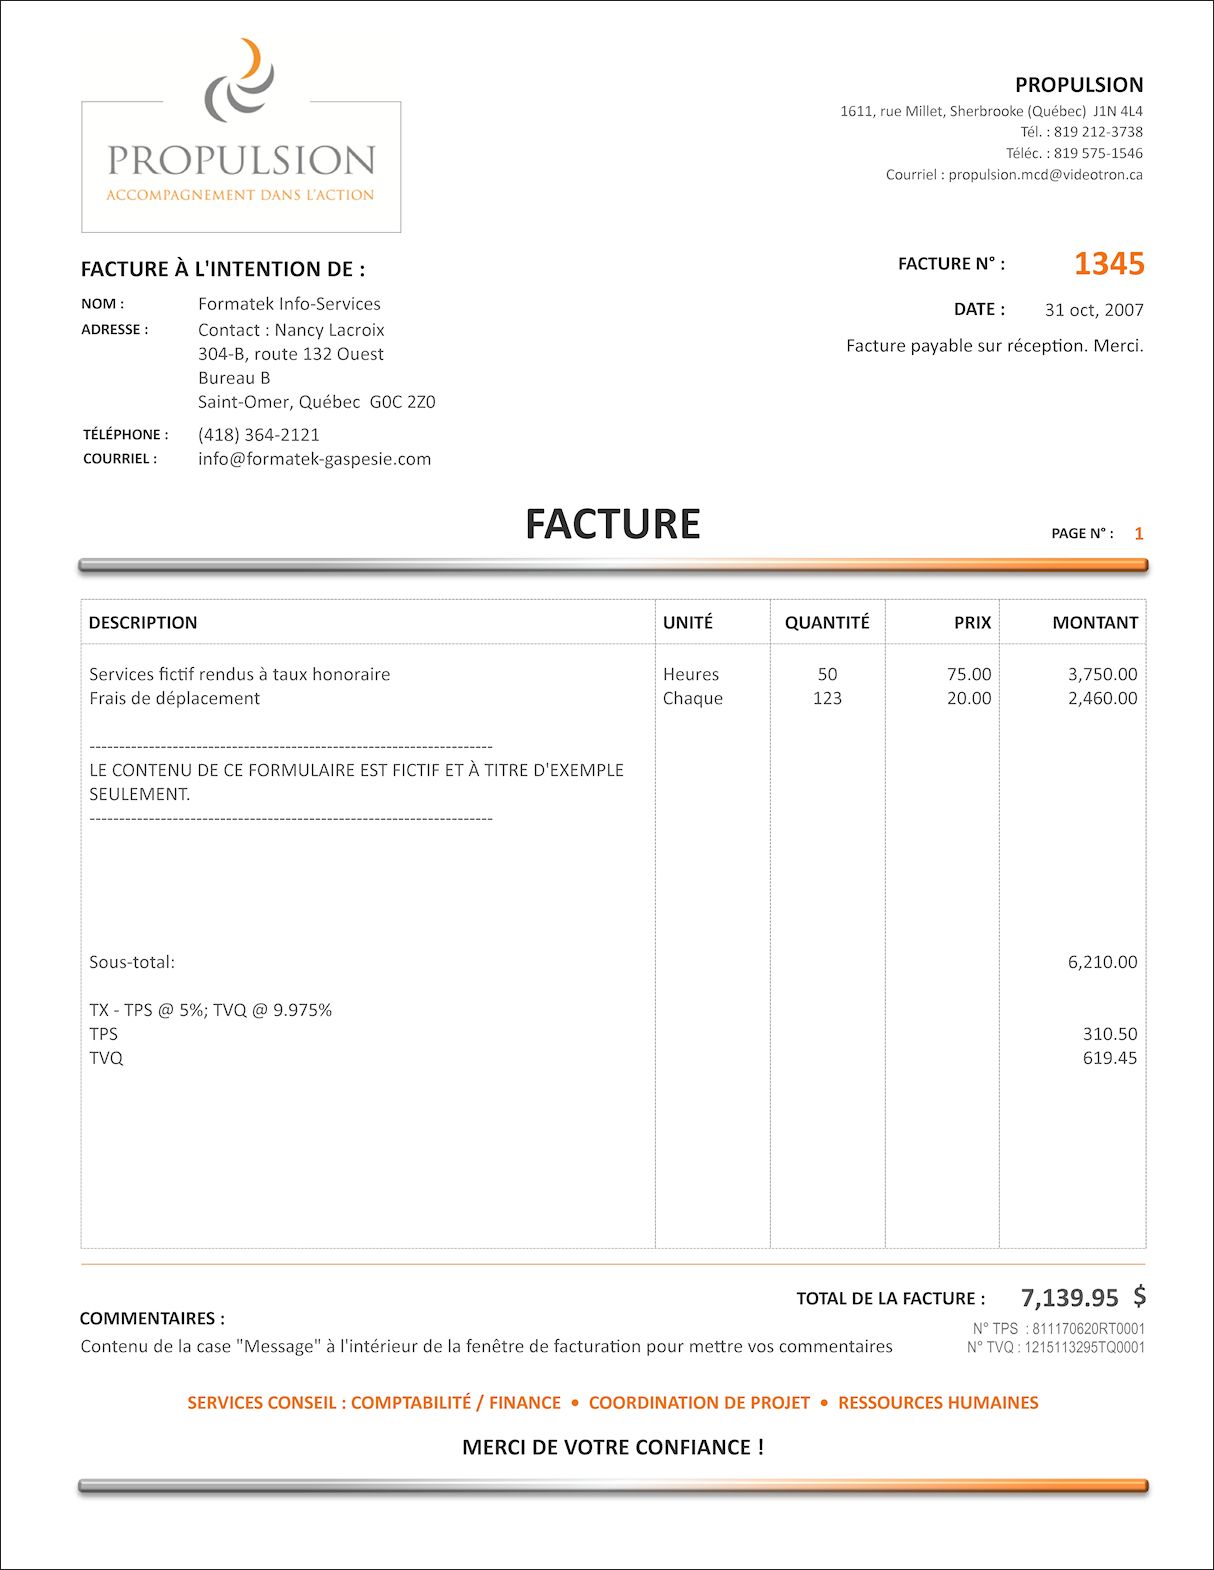 PROPULSION
ACCOMPAGNEMENT DANS L'ACTION
PROPULSION
1611, rue Millet, Sherbrooke (Québec) J1N 4L4
Tél. : 819 212-3738
Téléc. : 819 575-1546
Courriel : propulsion.mcd@videotron.ca
FACTURE À L'INTENTION DE :
NOM : Formatek Info-Services
ADRESSE : Contact : Nancy Lacroix
304-B, route 132 Ouest
Bureau B
Saint-Omer, Québec G0C 2Z0
TÉLÉPHONE : (418) 364-2121
COURRIEL : info@formatek-gaspesie.com
FACTURE N° : 1345
DATE : 31 oct, 2007
Facture payable sur réception. Merci.
FACTURE
PAGE N° : 1
DESCRIPTION UNITÉ QUANTITÉ PRIX MONTANT
Services fictif rendus à taux honoraire Heures 50 75.00 3,750.00
Frais de déplacement Chaque 123 20.00 2,460.00
-------------------------------------------------------------------
LE CONTENU DE CE FORMULAIRE EST FICTIF ET À TITRE D'EXEMPLE
SEULEMENT.
-------------------------------------------------------------------
Sous-total: 6,210.00
TX - TPS @ 5%; TVQ @ 9.975%
TPS 310.50
TVQ 619.45
TOTAL DE LA FACTURE : 7,139.95 $
COMMENTAIRES :
N° TPS : 811170620RT0001
Contenu de la case "Message" à l'intérieur de la fenêtre de facturation pour mettre vos commentaires
N° TVQ : 1215113295TQ0001
SERVICES CONSEIL : COMPTABILITÉ / FINANCE • COORDINATION DE PROJET • RESSOURCES HUMAINES
MERCI DE VOTRE CONFIANCE !